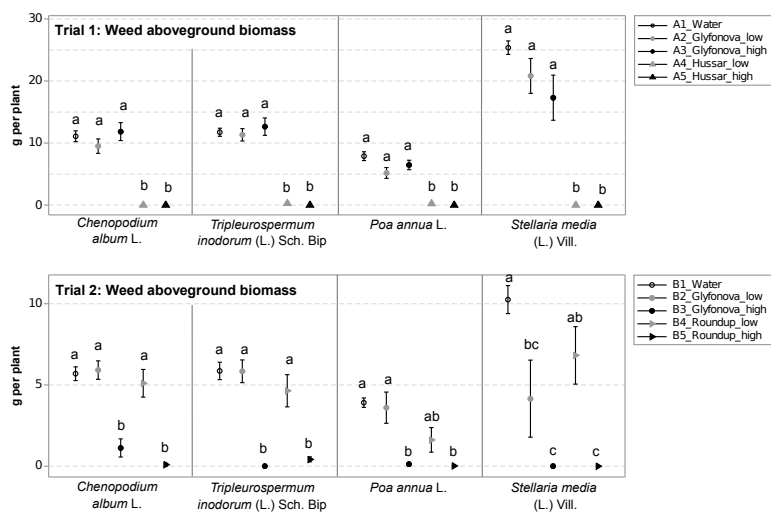 Trial 1: Weed aboveground biomass
g per plant
30
20
10
0
a a a b b
a a a b b
a a a b b
a a a b b
Chenopodium
album L.
Tripleurospermum
inodorum (L.) Sch. Bip
Poa annua L.
Stellaria media
(L.) Vill.
A1_Water
A2_Glyfonova_low
A3_Glyfonova_high
A4_Hussar_low
A5_Hussar_high
Trial 2: Weed aboveground biomass
g per plant
10
5
0
a a b a b
a a b a b
a a b ab b
a bc c ab c
Chenopodium
album L.
Tripleurospermum
inodorum (L.) Sch. Bip
Poa annua L.
Stellaria media
(L.) Vill.
B1_Water
B2_Glyfonova_low
B3_Glyfonova_high
B4_Roundup_low
B5_Roundup_high